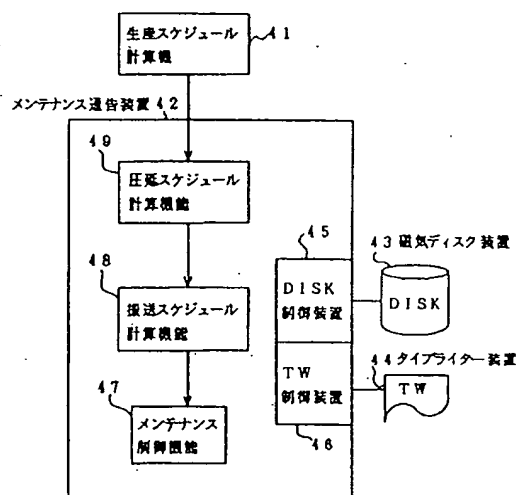 生産スケジュール
計算機
41
メンテナンス通告装置 42
49
圧延スケジュール
計算機能
48
搬送スケジュール
計算機能
47
メンテナンス
制御機能
45
DISK
制御装置
TW
制御装置
46
43 磁気ディスク装置
DISK
44 タイプライター装置
TW